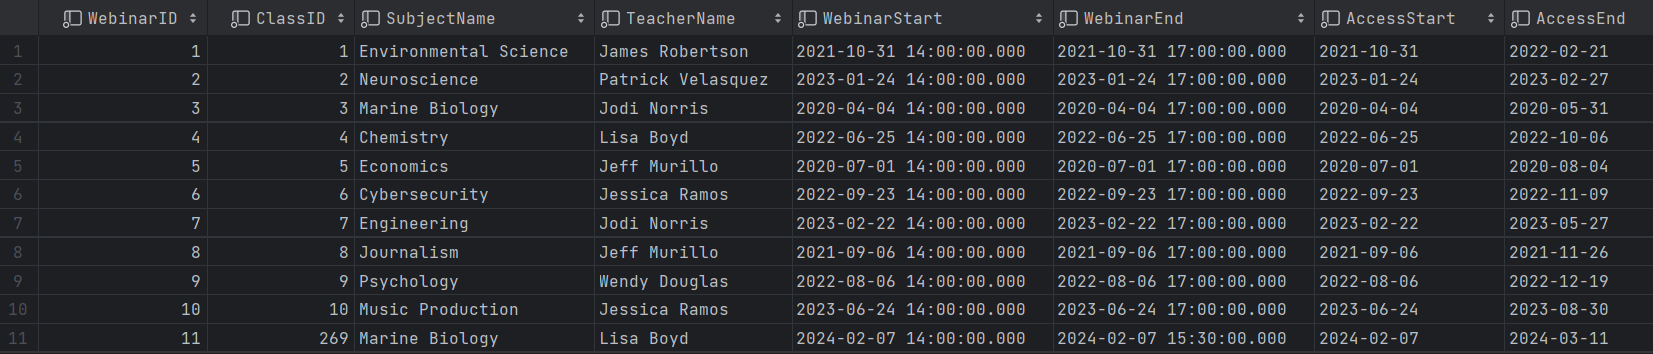 WebinarID ClassID SubjectName TeacherName WebinarStart WebinarEnd AccessStart AccessEnd
1 1 1 Environmental Science James Robertson 2021-10-31 14:00:00.000 2021-10-31 17:00:00.000 2021-10-31 2022-02-21
2 2 2 Neuroscience Patrick Velasquez 2023-01-24 14:00:00.000 2023-01-24 17:00:00.000 2023-01-24 2023-02-27
3 3 3 Marine Biology Jodi Norris 2020-04-04 14:00:00.000 2020-04-04 17:00:00.000 2020-04-04 2020-05-31
4 4 4 Chemistry Lisa Boyd 2022-06-25 14:00:00.000 2022-06-25 17:00:00.000 2022-06-25 2022-10-06
5 5 5 Economics Jeff Murillo 2020-07-01 14:00:00.000 2020-07-01 17:00:00.000 2020-07-01 2020-08-04
6 6 6 Cybersecurity Jessica Ramos 2022-09-23 14:00:00.000 2022-09-23 17:00:00.000 2022-09-23 2022-11-09
7 7 7 Engineering Jodi Norris 2023-02-22 14:00:00.000 2023-02-22 17:00:00.000 2023-02-22 2023-05-27
8 8 8 Journalism Jeff Murillo 2021-09-06 14:00:00.000 2021-09-06 17:00:00.000 2021-09-06 2021-11-26
9 9 9 Psychology Wendy Douglas 2022-08-06 14:00:00.000 2022-08-06 17:00:00.000 2022-08-06 2022-12-19
10 10 10 Music Production Jessica Ramos 2023-06-24 14:00:00.000 2023-06-24 17:00:00.000 2023-06-24 2023-08-30
11 11 269 Marine Biology Lisa Boyd 2024-02-07 14:00:00.000 2024-02-07 15:30:00.000 2024-02-07 2024-03-11